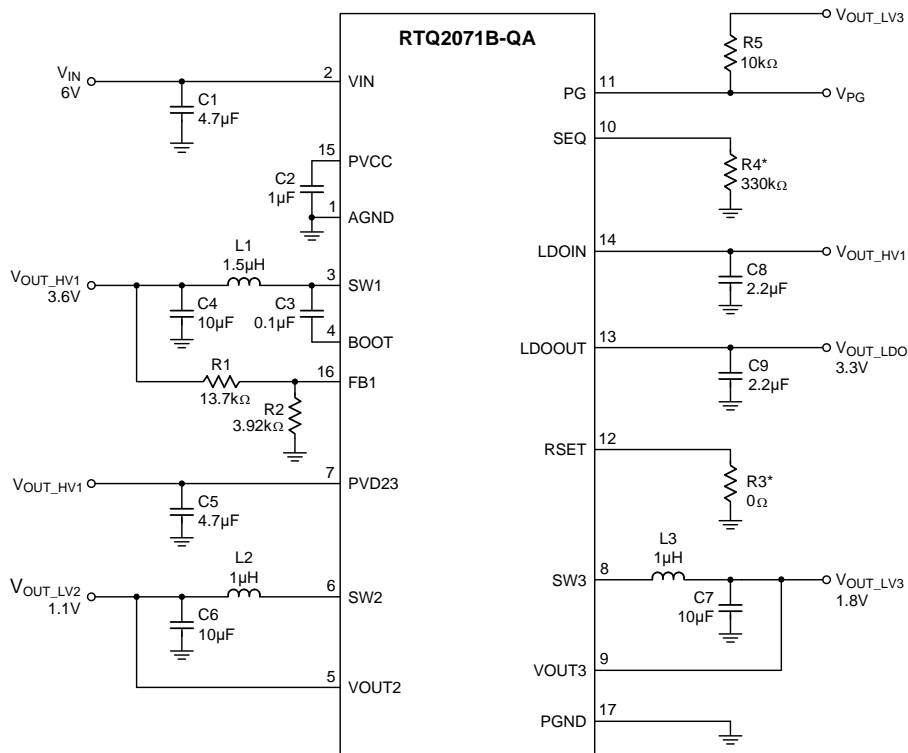 RTQ2071B-QA
VIN
6V
C1
4.7µF
2
VIN
15
PVCC
C2
1µF
1
AGND
L1
1.5µH
VOUT_HV1
3.6V
3
SW1
C4
10µF
C3
0.1µF
4
BOOT
R1
13.7kΩ
16
FB1
R2
3.92kΩ
VOUT_HV1
7
PVD23
C5
4.7µF
L2
1µH
VOUT_LV2
1.1V
6
SW2
C6
10µF
5
VOUT2
VOUT_LV3
R5
10kΩ
PG
11
VPG
SEQ
10
R4*
330kΩ
LDOIN
14
VOUT_HV1
C8
2.2µF
LDOOUT
13
VOUT_LDO
3.3V
C9
2.2µF
RSET
12
R3*
0Ω
L3
1µH
SW3
8
VOUT_LV3
1.8V
C7
10µF
VOUT3
9
PGND
17